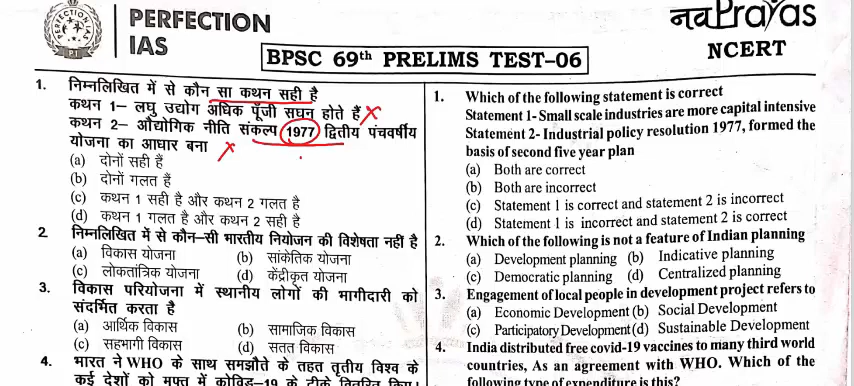 PERFECTION
IAS
नवPrayas
NCERT
BPSC 69th PRELIMS TEST-06
1. निम्नलिखित में से कौन सा कथन सही है
कथन 1– लघु उद्योग अधिक पूँजी सघन होते हैं
कथन 2– औद्योगिक नीति संकल्प 1977 द्वितीय पंचवर्षीय
योजना का आधार बना
(a) दोनों सही हैं
(b) दोनों गलत हैं
(c) कथन 1 सही है और कथन 2 गलत है
(d) कथन 1 गलत है और कथन 2 सही है
2. निम्नलिखित में से कौन–सी भारतीय नियोजन की विशेषता नहीं है
(a) विकास योजना (b) सांकेतिक योजना
(c) लोकतांत्रिक योजना (d) केंद्रीकृत योजना
3. विकास परियोजना में स्थानीय लोगों की भागीदारी को
संदर्भित करता है
(a) आर्थिक विकास (b) सामाजिक विकास
(c) सहभागी विकास (d) सतत विकास
4. भारत ने WHO के साथ समझौते के तहत तृतीय विश्व के
कई देशों को मुफ्त में कोविड–19 के टीके वितरित किए।
1. Which of the following statement is correct
Statement 1- Small scale industries are more capital intensive
Statement 2- Industrial policy resolution 1977, formed the
basis of second five year plan
(a) Both are correct
(b) Both are incorrect
(c) Statement 1 is correct and statement 2 is incorrect
(d) Statement 1 is incorrect and statement 2 is correct
2. Which of the following is not a feature of Indian planning
(a) Development planning (b) Indicative planning
(c) Democratic planning (d) Centralized planning
3. Engagement of local people in development project refers to
(a) Economic Development (b) Social Development
(c) Participatory Development (d) Sustainable Development
4. India distributed free covid-19 vaccines to many third world
countries, As an agreement with WHO. Which of the
following type of expenditure is this?